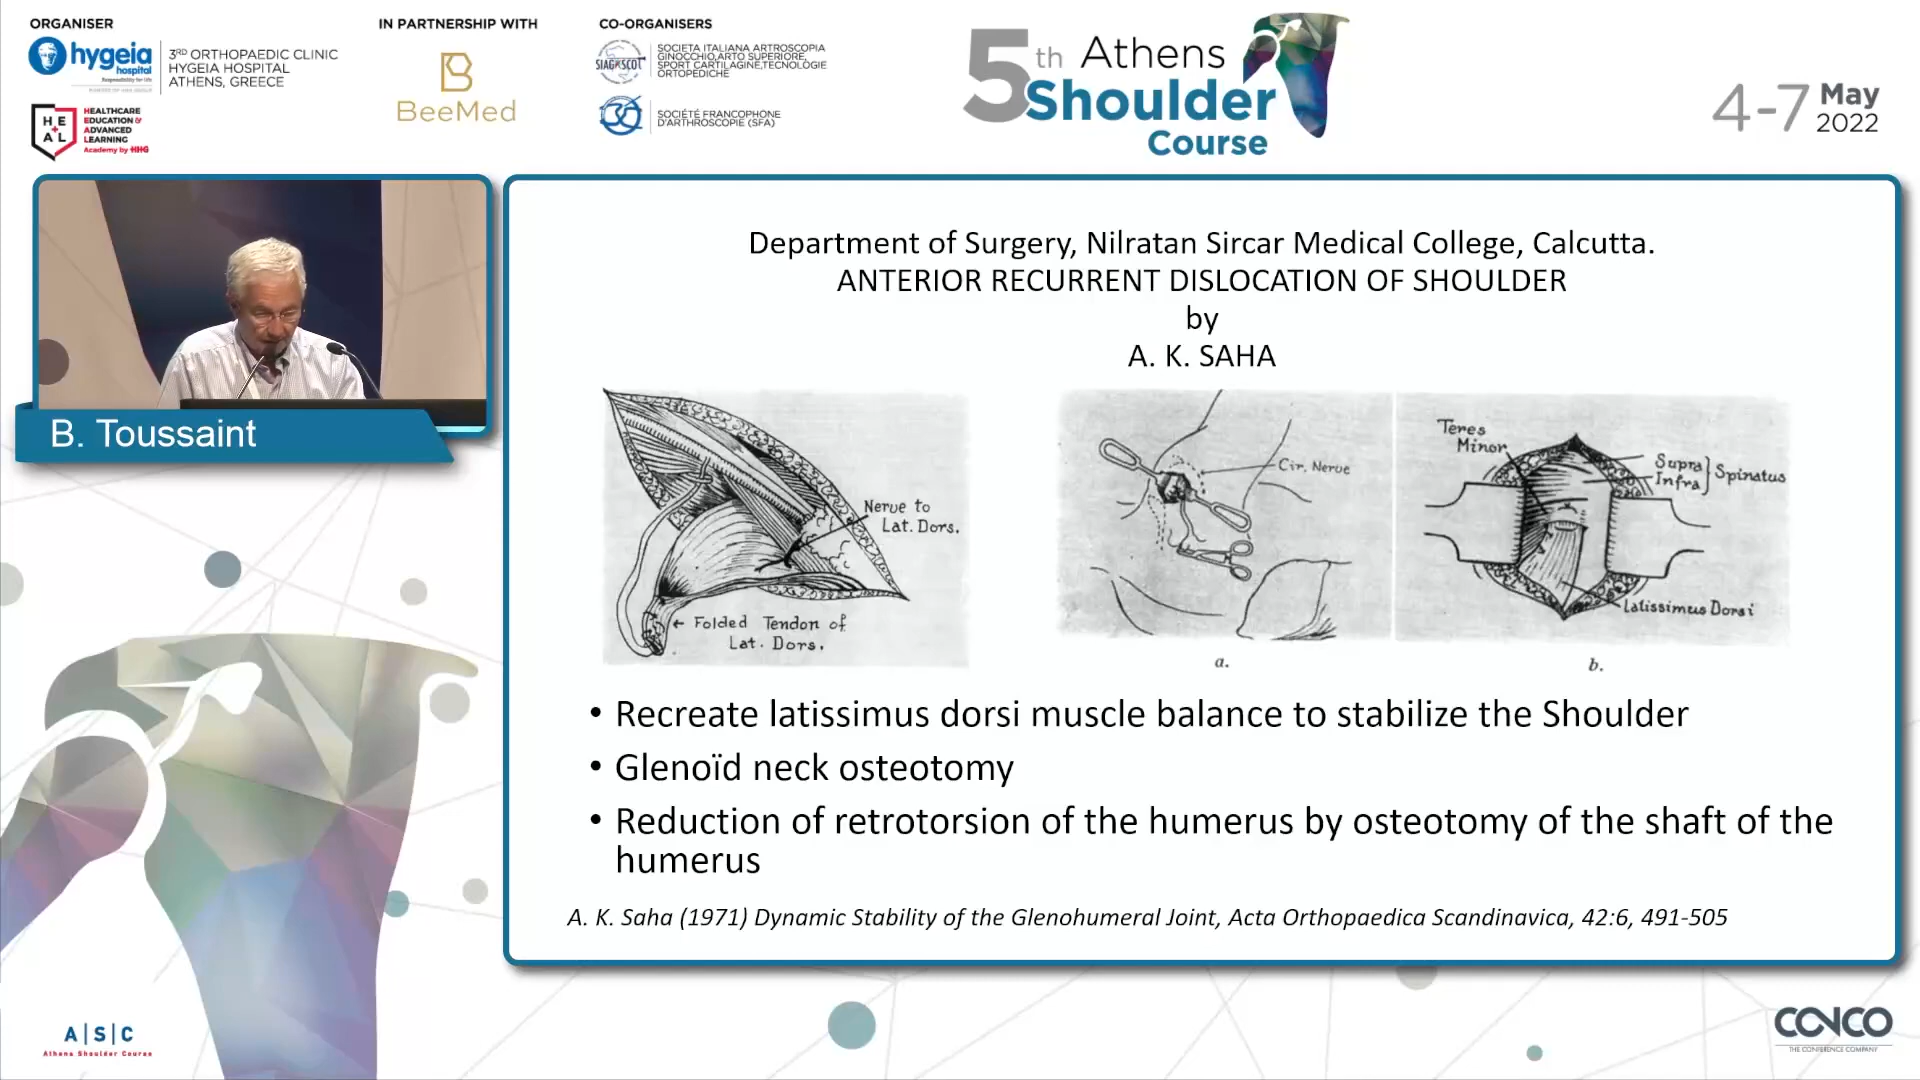 ORGANISER
hygeia
hospital
3RD ORTHOPAEDIC CLINIC
HYGEIA HOSPITAL
ATHENS, GREECE
HEAL
HEALTHCARE
EDUCATION &
ADVANCED
LEARNING
Academy by HHG
IN PARTNERSHIP WITH
BeeMed
CO-ORGANISERS
SIAGASCOT
SOCIETA ITALIANA ARTROSCOPIA
GINOCCHIO,ARTO SUPERIORE,
SPORT CARTILAGINE,TECNOLOGIE
ORTOPEDICHE
SOCIÉTÉ FRANCOPHONE
D'ARTHROSCOPIE (SFA)
5th Athens
Shoulder
Course
4-7 May
2022
B. Toussaint
Department of Surgery, Nilratan Sircar Medical College, Calcutta.
ANTERIOR RECURRENT DISLOCATION OF SHOULDER
by
A. K. SAHA
Nerve to
Lat. Dors.
← Folded Tendon of
Lat. Dors.
Cir. Nerve
a.
Teres
Minor
Supra
Infra } Spinatus
Latissimus Dorsi
b.
• Recreate latissimus dorsi muscle balance to stabilize the Shoulder
• Glenoïd neck osteotomy
• Reduction of retrotorsion of the humerus by osteotomy of the shaft of the
humerus
A. K. Saha (1971) Dynamic Stability of the Glenohumeral Joint, Acta Orthopaedica Scandinavica, 42:6, 491-505
A|S|C
Athens Shoulder Course
CONCO
THE CONFERENCE COMPANY